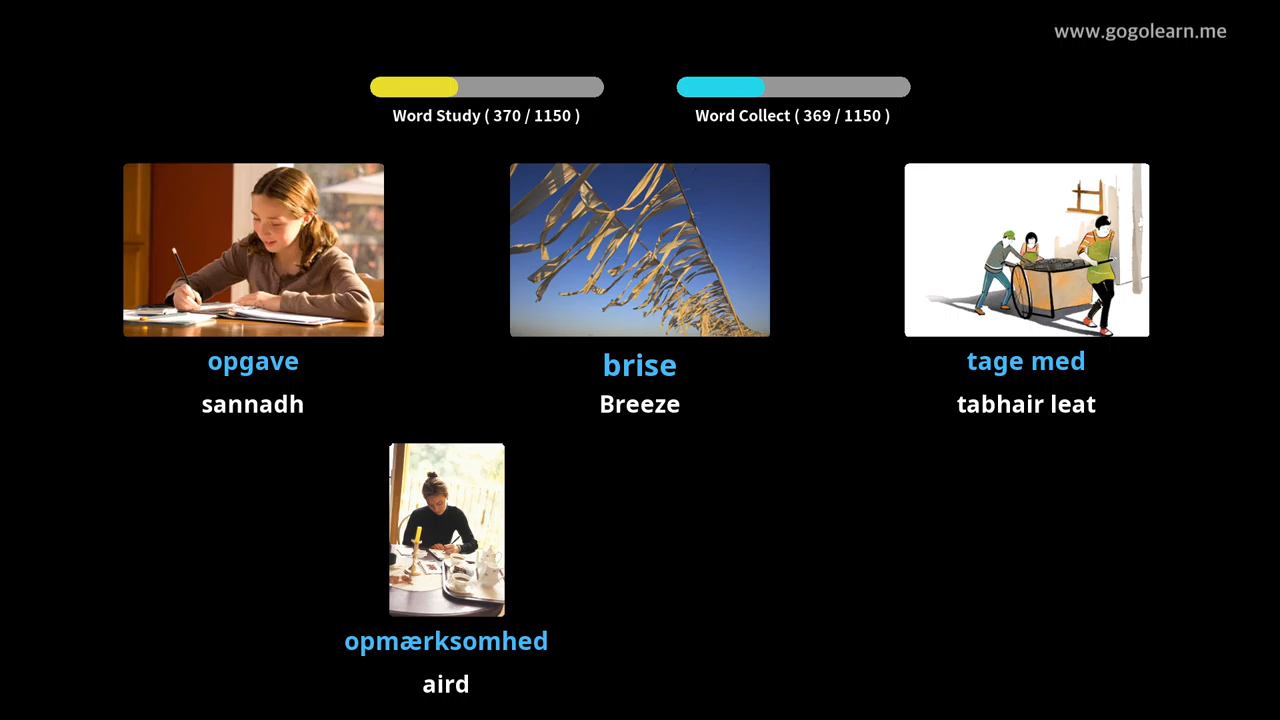 www.gogolearn.me
Word Study ( 370 / 1150 )
Word Collect ( 369 / 1150 )
opgave
sannadh
brise
Breeze
tage med
tabhair leat
opmærksomhed
aird